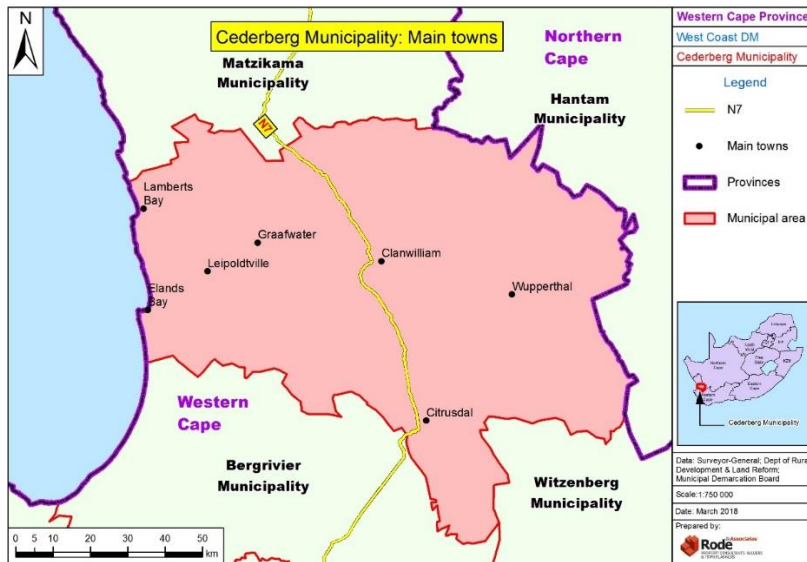 N
Cederberg Municipality: Main towns
Matzikama
Municipality
Northern
Cape
Hantam
Municipality
N7
Lamberts
Bay
Graafwater
Leipoldtville
Clanwilliam
Elands
Bay
Wupperthal
Western
Cape
Citrusdal
Bergrivier
Municipality
Witzenberg
Municipality
0 5 10 20 30 40 50
km
Western Cape Province
West Coast DM
Cederberg Municipality
Legend
N7
Main towns
Provinces
Municipal area
Cederberg Municipality
Data: Surveyor-General; Dept of Rural
Development & Land Reform;
Municipal Demarcation Board
Scale:1:750 000
Date: March 2018
Prepared by:
Rode